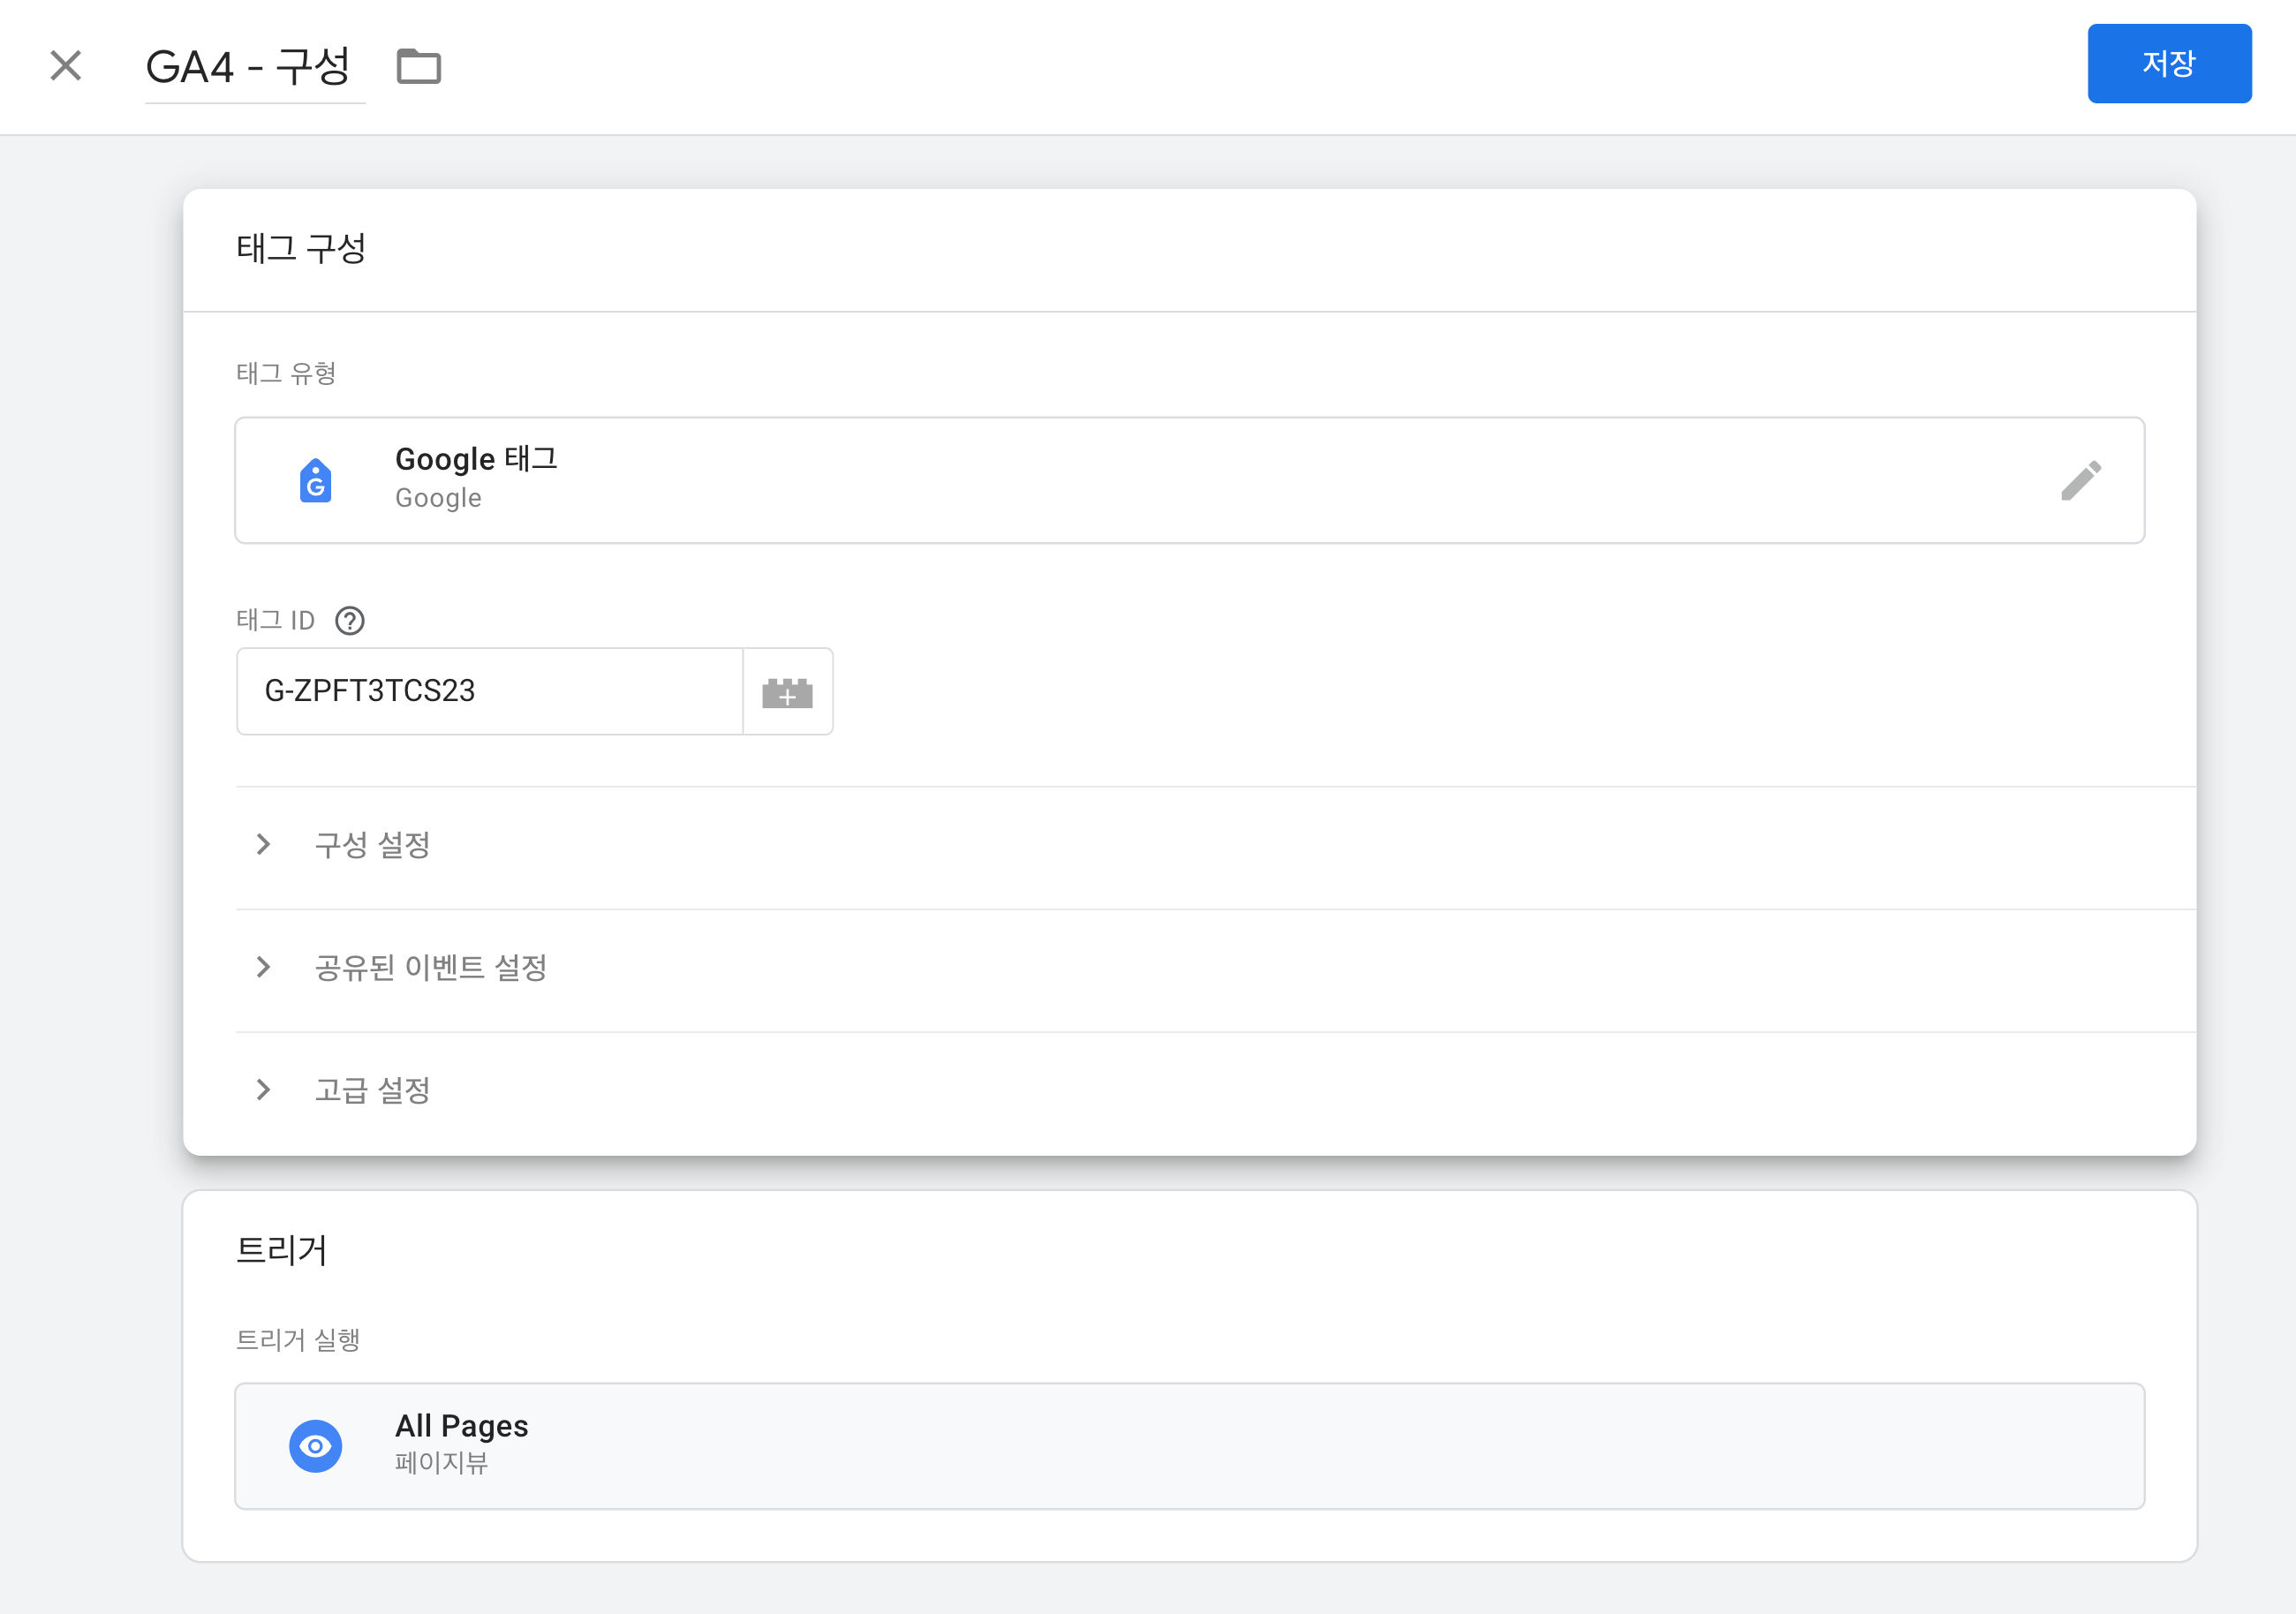 GA4 - 구성
저장
태그 구성
태그 유형
Google 태그
Google
태그 ID
G-ZPFT3TCS23
구성 설정
공유된 이벤트 설정
고급 설정
트리거
트리거 실행
All Pages
페이지뷰